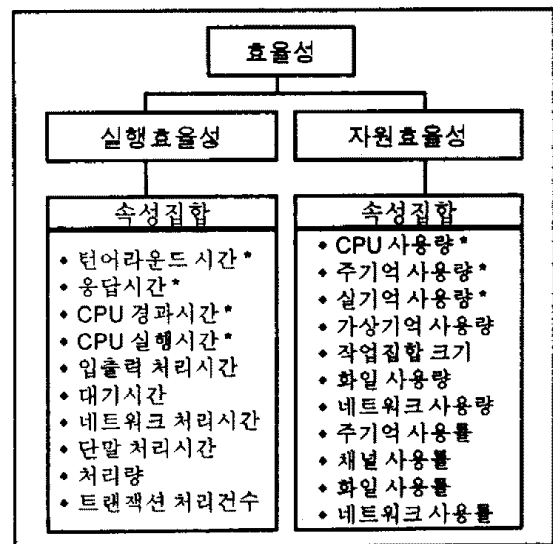 효율성
실행효율성
자원효율성
속성집합
◆ 턴어라운드 시간*
◆ 응답시간*
◆ CPU 경과시간*
◆ CPU 실행시간*
◆ 입출력 처리시간
◆ 대기시간
◆ 네트워크 처리시간
◆ 단말 처리시간
◆ 처리량
◆ 트랜잭션 처리건수
속성집합
◆ CPU 사용량*
◆ 주기억 사용량*
◆ 실기억 사용량*
◆ 가상기억 사용량
◆ 작업집합 크기
◆ 화일 사용량
◆ 네트워크 사용량
◆ 주기억 사용률
◆ 채널 사용률
◆ 화일 사용률
◆ 네트워크 사용률